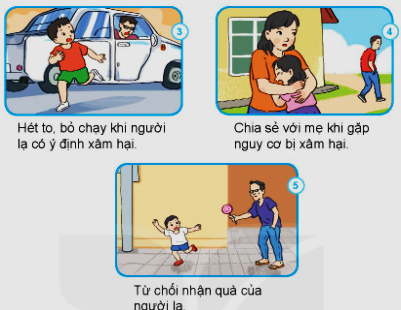 3
Hét to, bỏ chạy khi người
lạ có ý định xâm hại.
4
Chia sẻ với mẹ khi gặp
nguy cơ bị xâm hại.
5
Từ chối nhận quà của
người lạ.